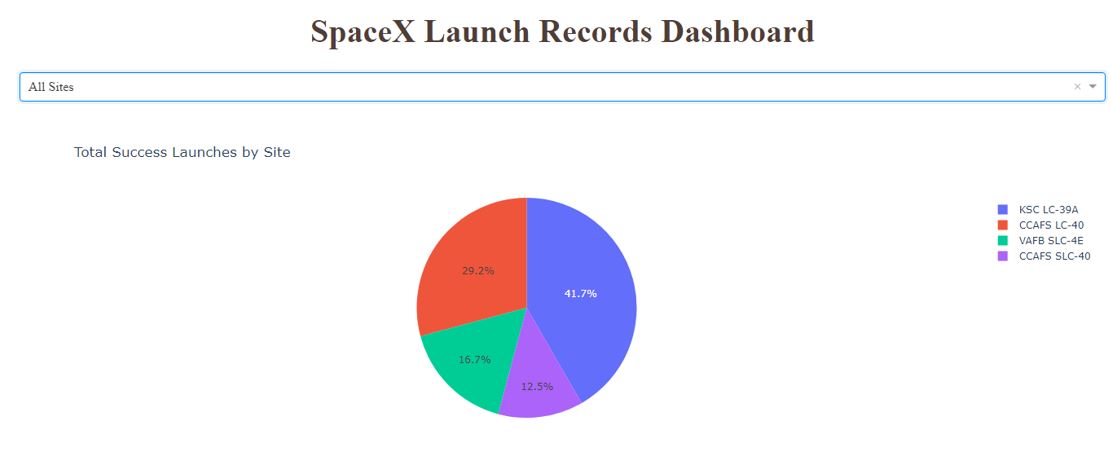 SpaceX Launch Records Dashboard
All Sites
×
Total Success Launches by Site
KSC LC-39A
CCAFS LC-40
VAFB SLC-4E
CCAFS SLC-40
29.2%
41.7%
16.7%
12.5%